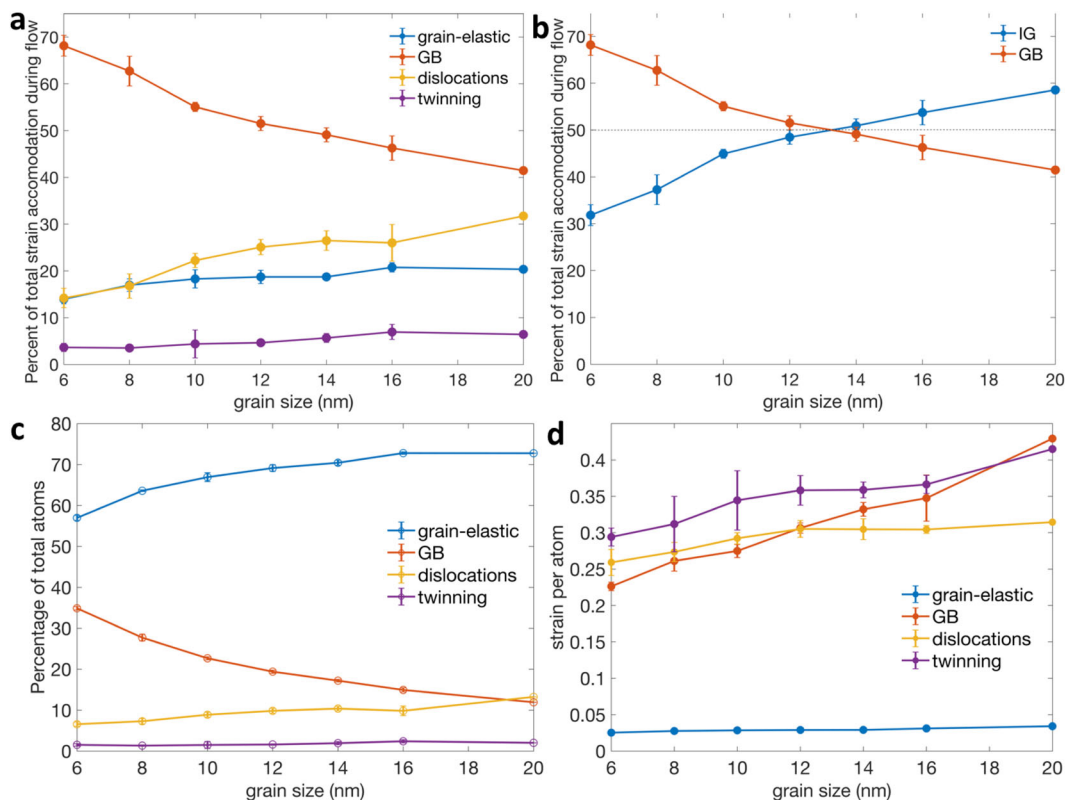 a
Percent of total strain accomodation during flow
70
60
50
40
30
20
10
0
6 8 10 12 14 16 18 20
grain size (nm)
grain-elastic
GB
dislocations
twinning
b
Percent of total strain accomodation during flow
70
60
50
40
30
20
10
0
6 8 10 12 14 16 18 20
grain size (nm)
IG
GB
c
Percentage of total atoms
80
70
60
50
40
30
20
10
0
6 8 10 12 14 16 18 20
grain size (nm)
grain-elastic
GB
dislocations
twinning
d
strain per atom
0.4
0.35
0.3
0.25
0.2
0.15
0.1
0.05
0
6 8 10 12 14 16 18 20
grain size (nm)
grain-elastic
GB
dislocations
twinning